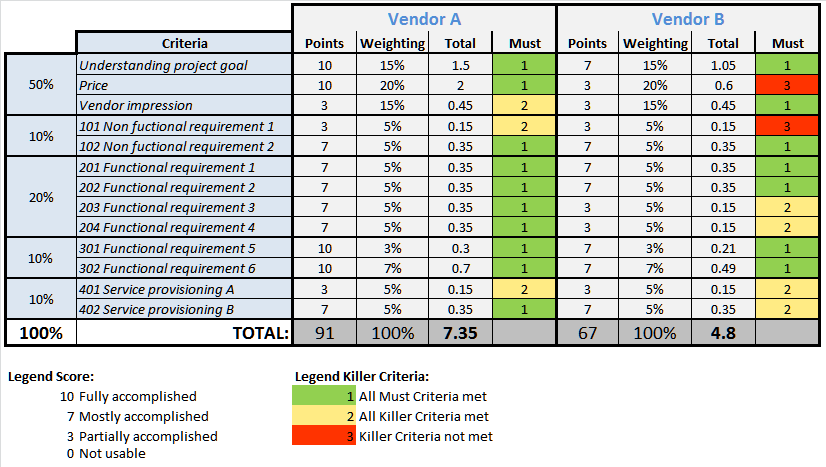 Vendor A Vendor B
Criteria Points Weighting Total Must Points Weighting Total Must
50% Understanding project goal 10 15% 1.5 1 7 15% 1.05 1
Price 10 20% 2 1 3 20% 0.6 3
Vendor impression 3 15% 0.45 2 3 15% 0.45 1
10% 101 Non fuctional requirement 1 3 5% 0.15 2 3 5% 0.15 3
102 Non fuctional requirement 2 7 5% 0.35 1 7 5% 0.35 1
20% 201 Functional requirement 1 7 5% 0.35 1 7 5% 0.35 1
202 Functional requirement 2 7 5% 0.35 1 7 5% 0.35 1
203 Functional requirement 3 7 5% 0.35 1 3 5% 0.15 2
204 Functional requirement 4 7 5% 0.35 1 3 5% 0.15 2
10% 301 Functional requirement 5 10 3% 0.3 1 7 3% 0.21 1
302 Functional requirement 6 10 7% 0.7 1 7 7% 0.49 1
10% 401 Service provisioning A 3 5% 0.15 2 3 5% 0.15 2
402 Service provisioning B 7 5% 0.35 1 7 5% 0.35 2
100% TOTAL: 91 100% 7.35 67 100% 4.8
Legend Score: Legend Killer Criteria:
10 Fully accomplished 1 All Must Criteria met
7 Mostly accomplished 2 All Killer Criteria met
3 Partially accomplished 3 Killer Criteria not met
0 Not usable